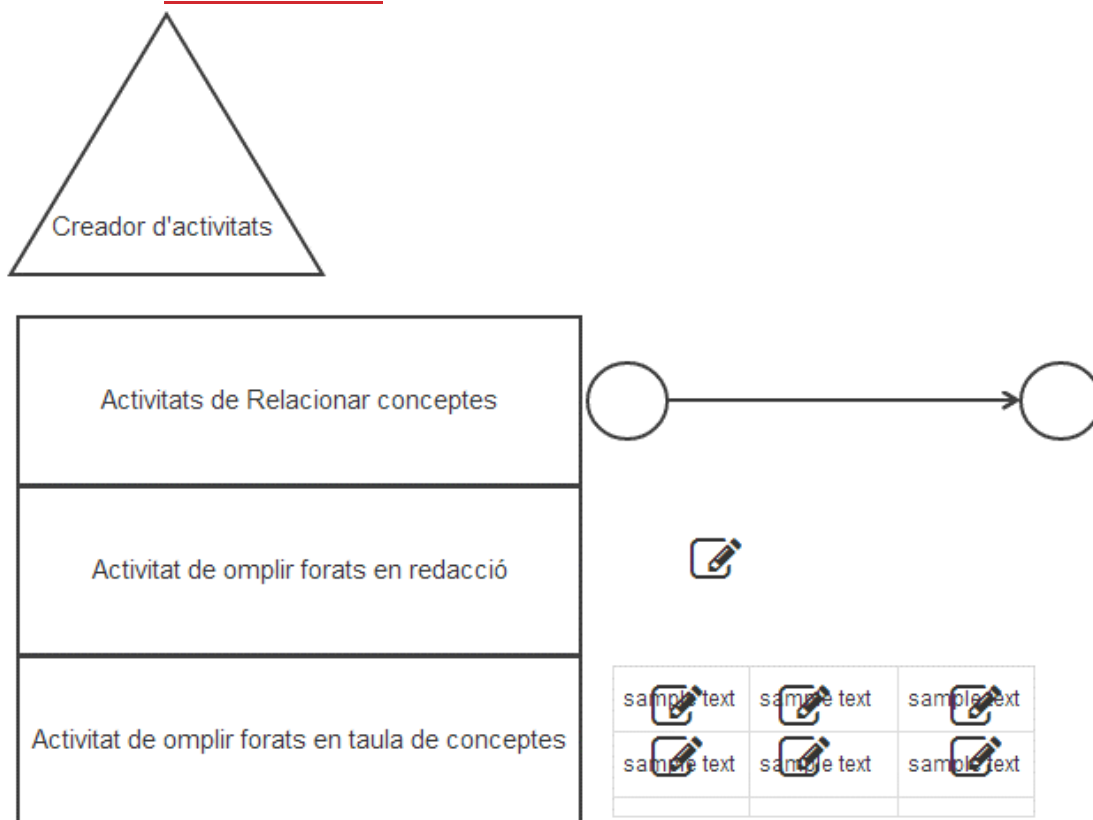 Creador d'activitats
Activitats de Relacionar conceptes
Activitat de omplir forats en redacció
Activitat de omplir forats en taula de conceptes
sample text sample text sample text
sample text sample text sample text